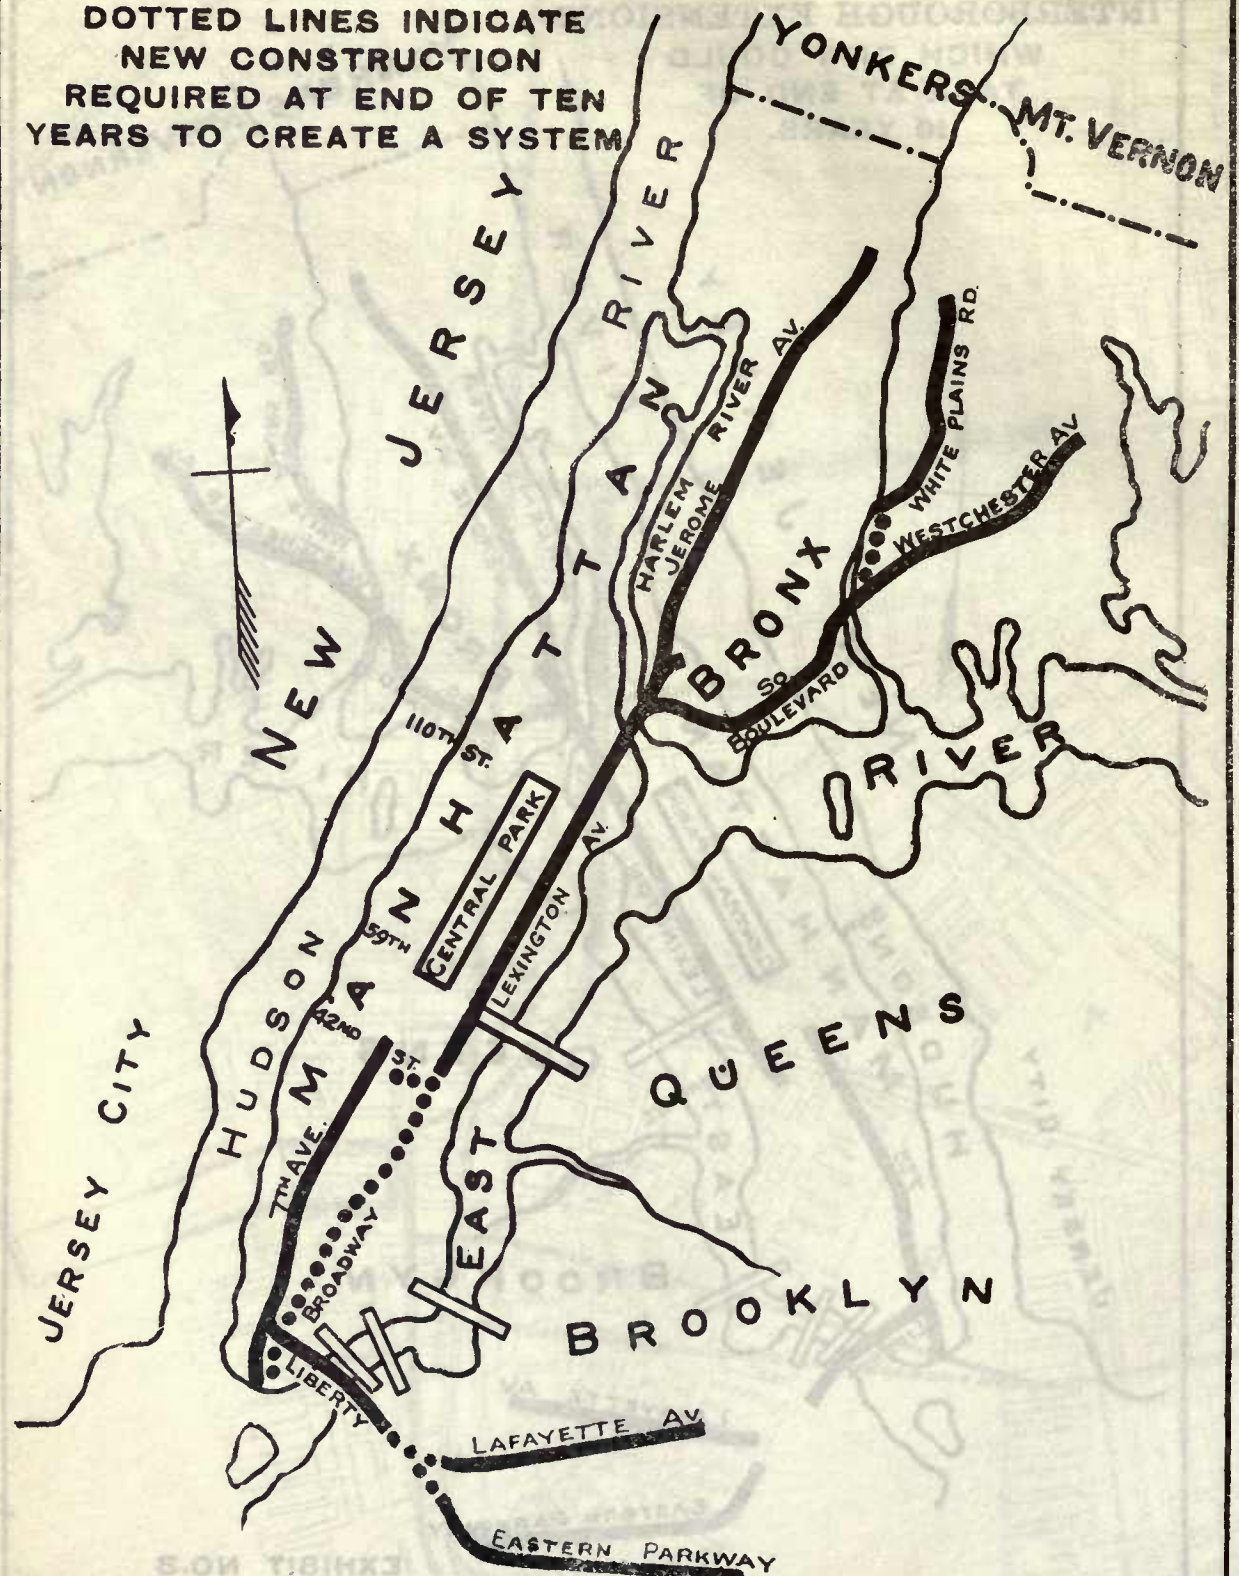 DOTTED LINES INDICATE
NEW CONSTRUCTION
REQUIRED AT END OF TEN
YEARS TO CREATE A SYSTEM
YONKERS
MT. VERNON
NEW JERSEY
HUDSON RIVER
MANHATTAN
HARLEM RIVER
JEROME AV.
WHITE PLAINS RD.
WESTCHESTER AV
BRONX
SO. BOULEVARD
110TH ST.
CENTRAL PARK
LEXINGTON AV.
59TH
42ND ST.
EAST RIVER
QUEENS
JERSEY CITY
7TH AVE.
BROADWAY
BROOKLYN
LIBERTY
LAFAYETTE AV.
EASTERN PARKWAY